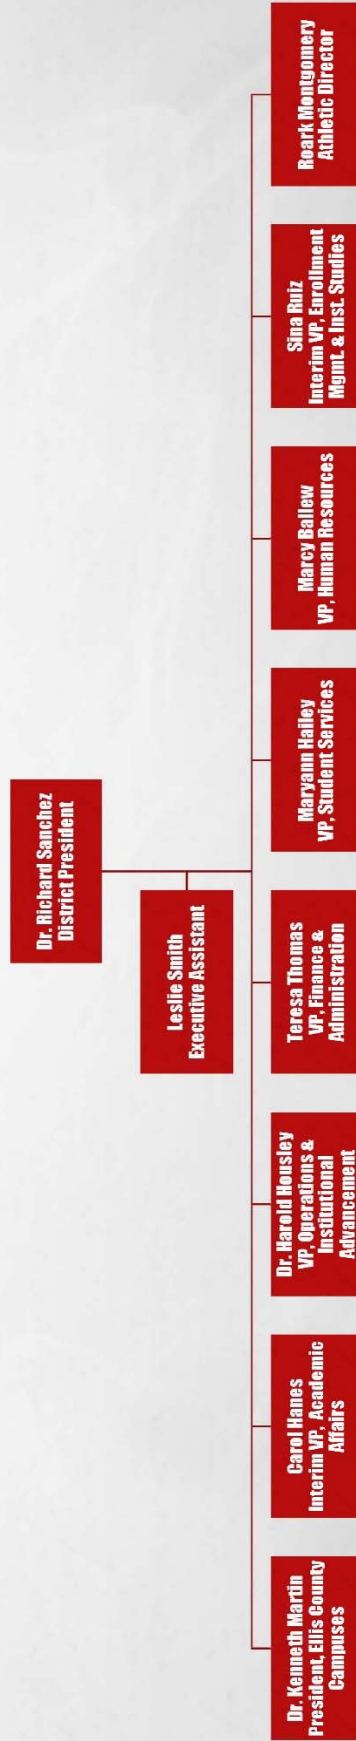 Dr. Richard Sanchez
District President
Leslie Smith
Executive Assistant
Dr. Kenneth Martin
President, Ellis County
Campuses
Carol Hanes
Interim VP, Academic
Affairs
Dr. Harold Housley
VP, Operations &
Institutional
Advancement
Teresa Thomas
VP, Finance &
Administration
Maryann Hailey
VP, Student Services
Marcy Ballew
VP, Human Resources
Sina Ruiz
Interim VP, Enrollment
Mgmt. & Inst. Studies
Roark Montgomery
Athletic Director